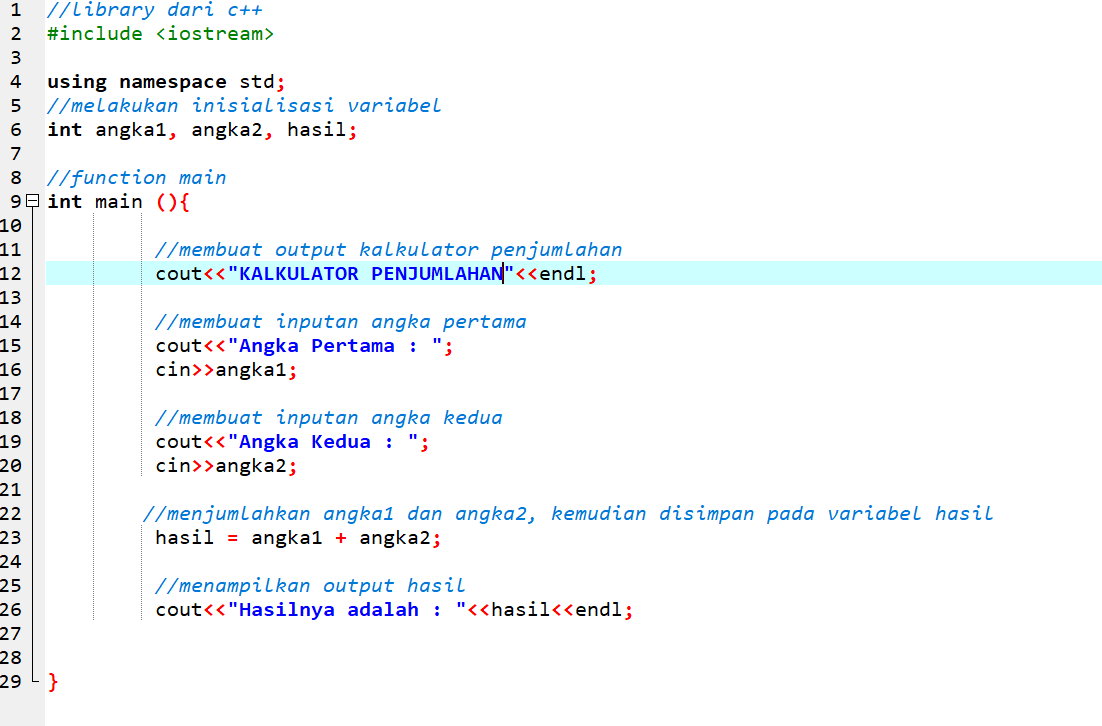 1 //library dari c++
2 #include <iostream>
3
4 using namespace std;
5 //melakukan inisialisasi variabel
6 int angka1, angka2, hasil;
7
8 //function main
9 int main (){
10
11 //membuat output kalkulator penjumlahan
12 cout<<"KALKULATOR PENJUMLAHAN"<<endl;
13
14 //membuat inputan angka pertama
15 cout<<"Angka Pertama : ";
16 cin>>angka1;
17
18 //membuat inputan angka kedua
19 cout<<"Angka Kedua : ";
20 cin>>angka2;
21
22 //menjumlahkan angka1 dan angka2, kemudian disimpan pada variabel hasil
23 hasil = angka1 + angka2;
24
25 //menampilkan output hasil
26 cout<<"Hasilnya adalah : "<<hasil<<endl;
27
28
29 }